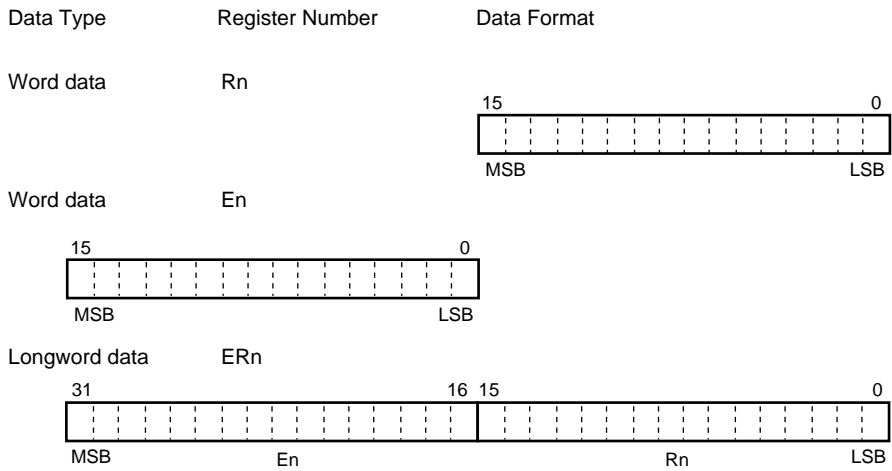 Data Type Register Number Data Format
Word data Rn
15 0
MSB LSB
Word data En
15 0
MSB LSB
Longword data ERn
31 16 15 0
MSB En Rn LSB